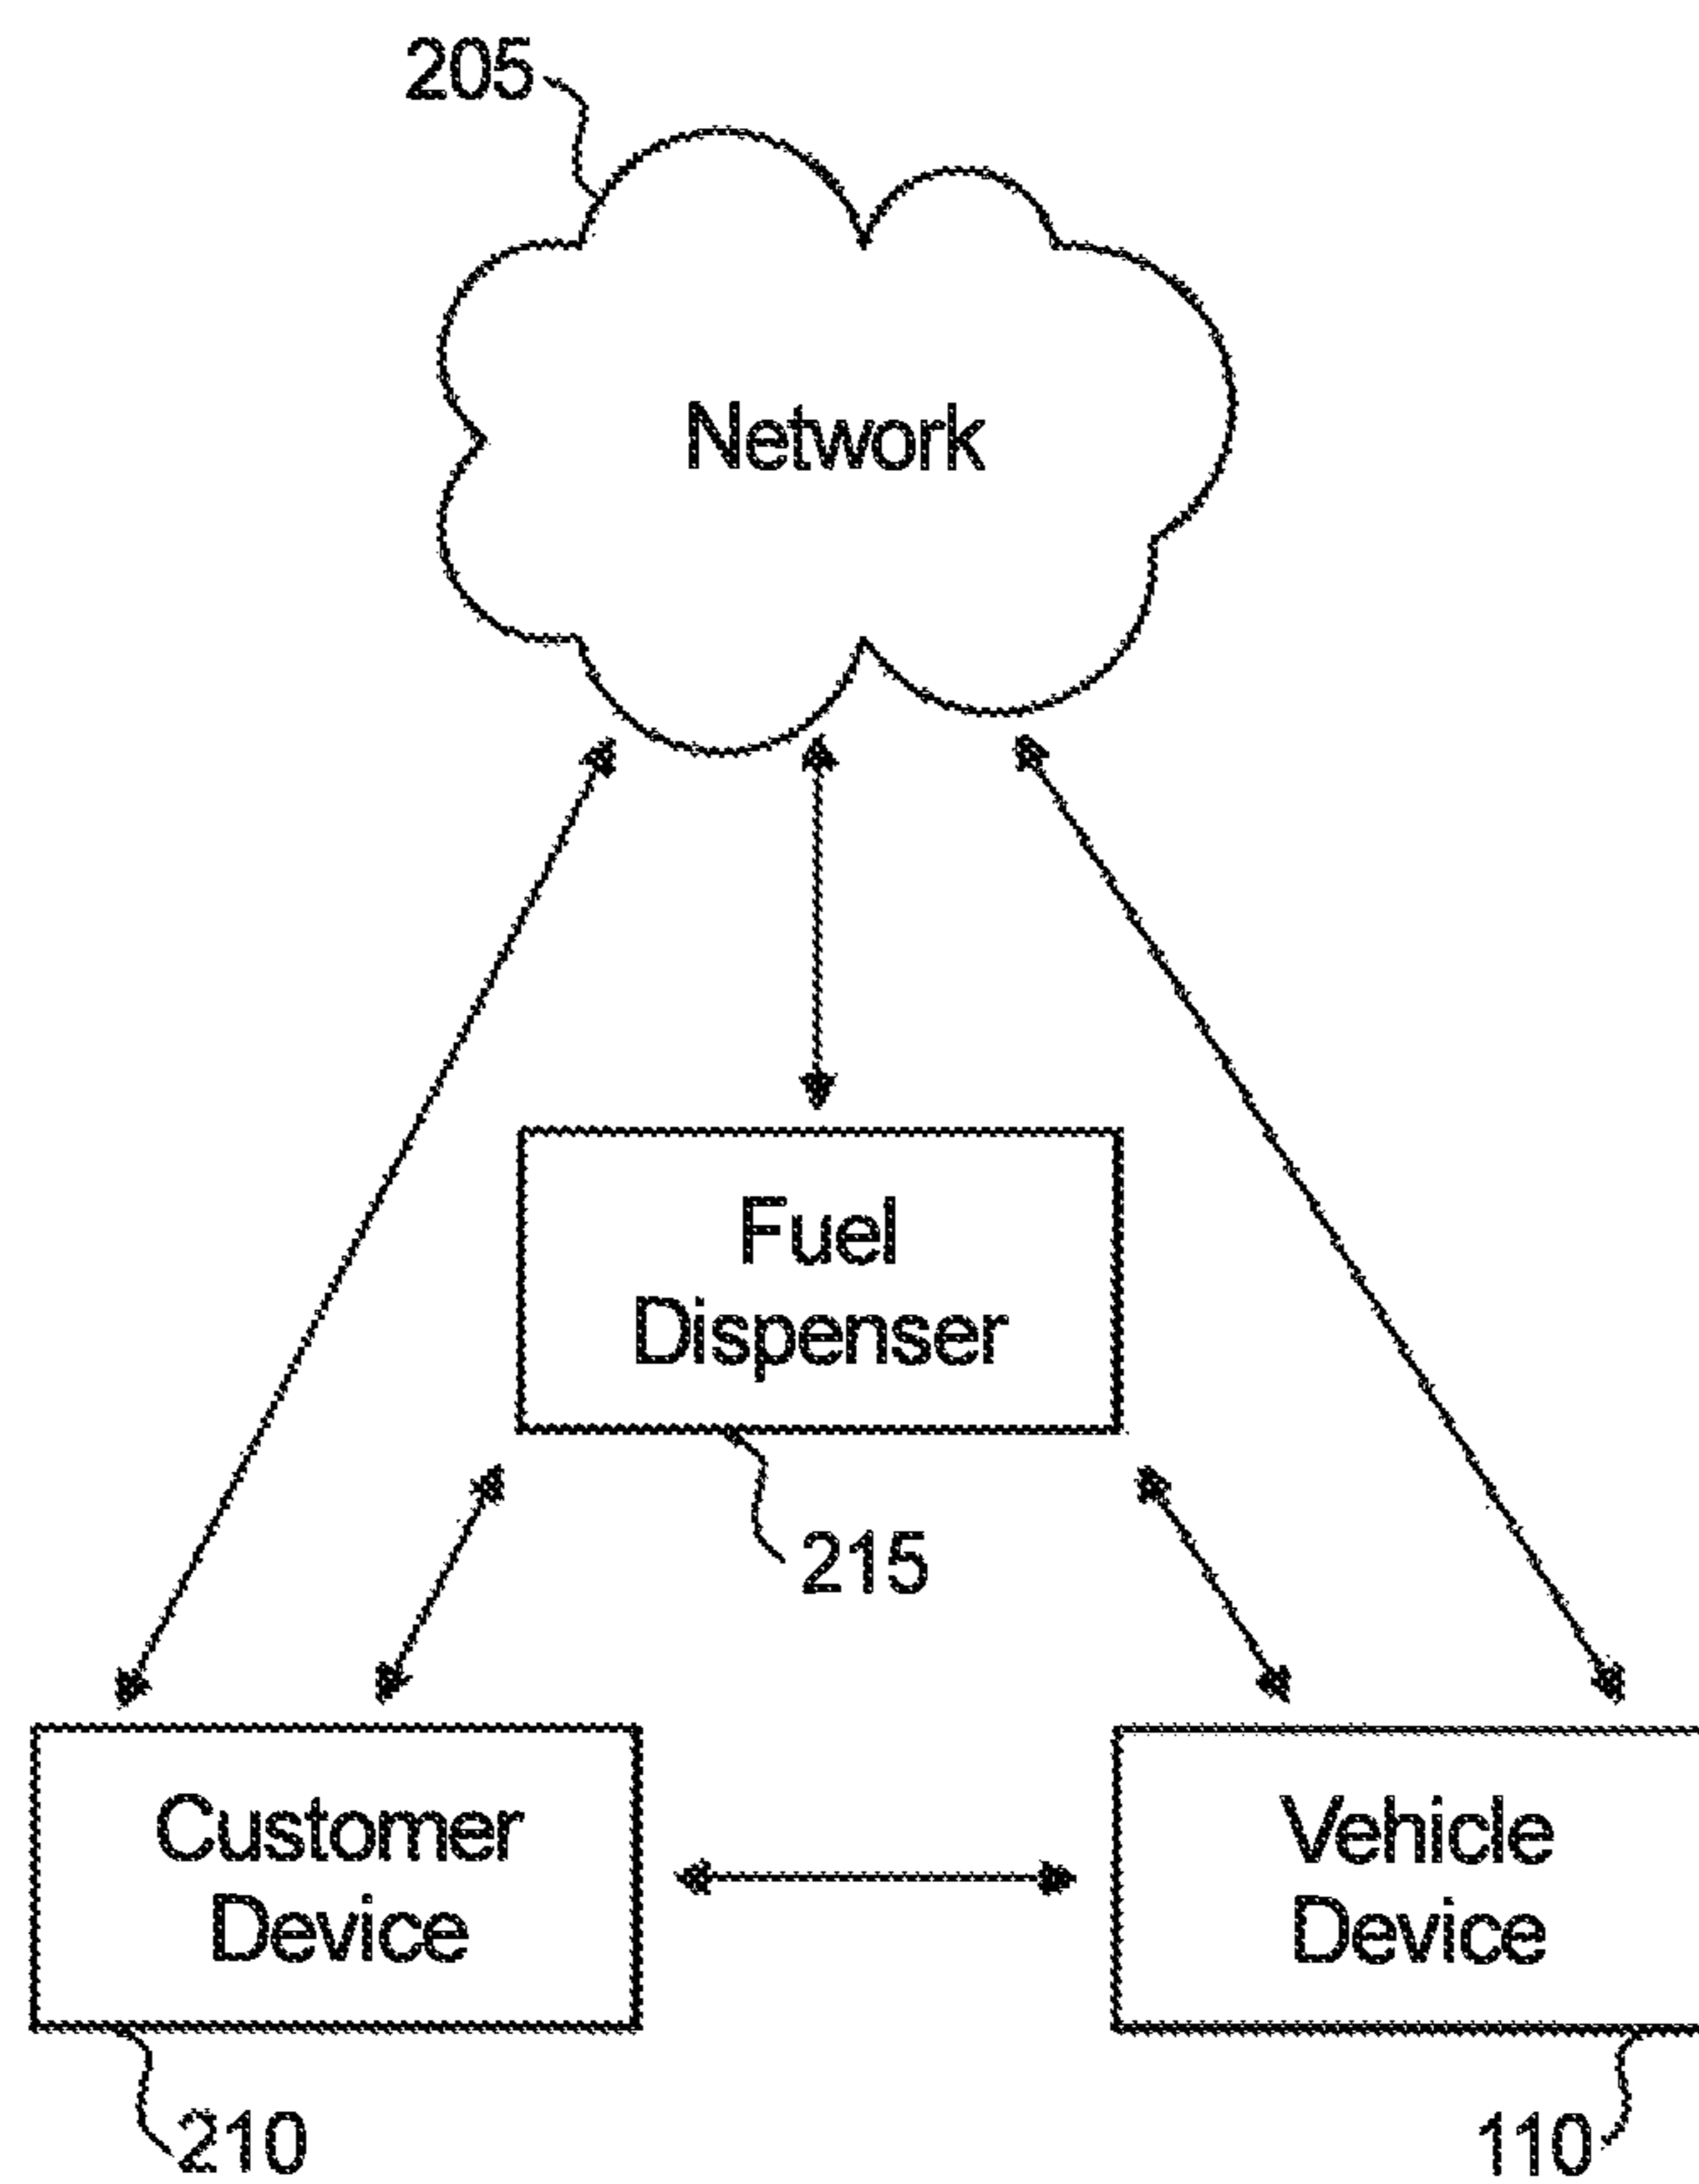 205
Network
Fuel
Dispenser
215
Customer
Device
Vehicle
Device
210
110